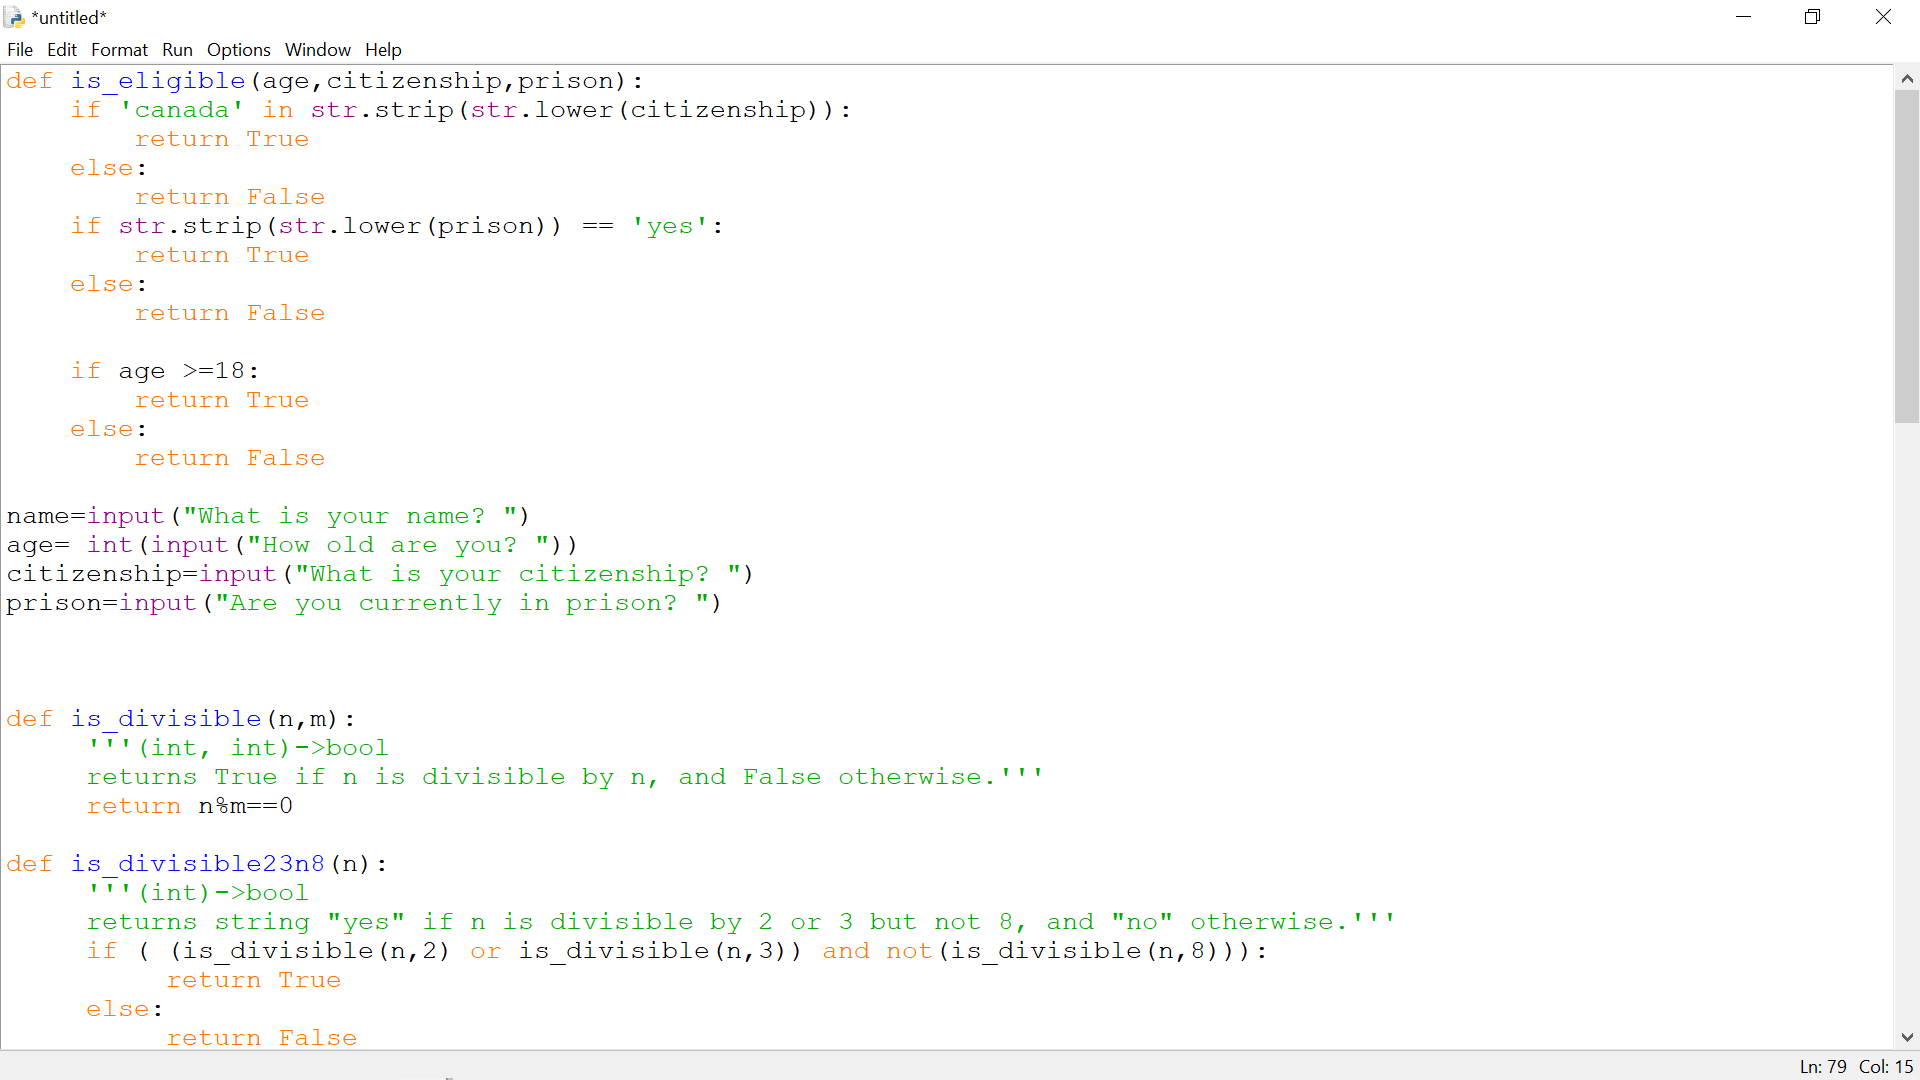 *untitled*
File Edit Format Run Options Window Help
def is_eligible(age,citizenship,prison):
    if 'canada' in str.strip(str.lower(citizenship)):
        return True
    else:
        return False
    if str.strip(str.lower(prison)) == 'yes':
        return True
    else:
        return False
    if age >=18:
        return True
    else:
        return False
name=input("What is your name? ")
age= int(input("How old are you? "))
citizenship=input("What is your citizenship? ")
prison=input("Are you currently in prison? ")
def is_divisible(n,m):
     '''(int, int)->bool
     returns True if n is divisible by n, and False otherwise.'''
     return n%m==0
def is_divisible23n8(n):
     '''(int)->bool
     returns string "yes" if n is divisible by 2 or 3 but not 8, and "no" otherwise.'''
     if ( (is_divisible(n,2) or is_divisible(n,3)) and not(is_divisible(n,8))):
          return True
     else:
          return False
Ln: 79 Col: 15